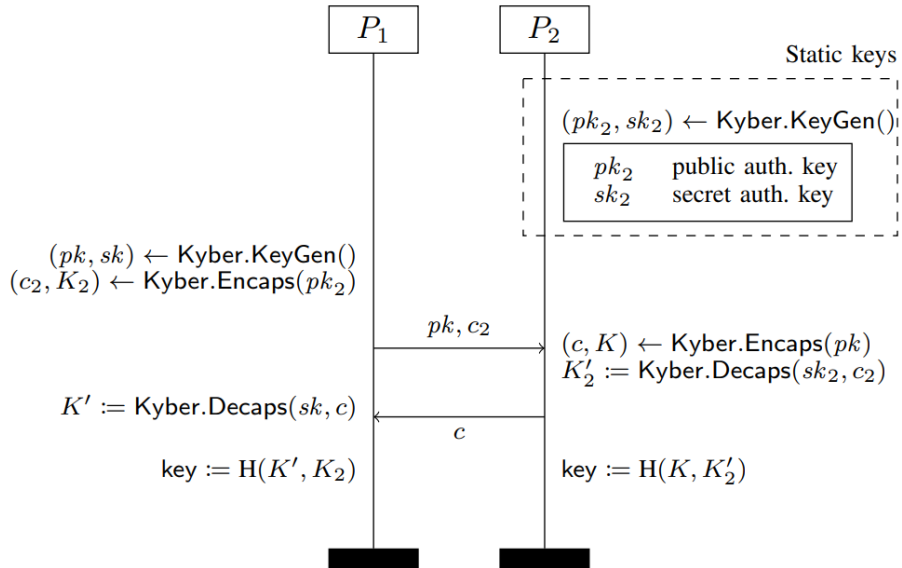 P₁
P₂
Static keys
(pk₂, sk₂) ← Kyber.KeyGen()
pk₂ public auth. key
sk₂ secret auth. key
(pk, sk) ← Kyber.KeyGen()
(c₂, K₂) ← Kyber.Encaps(pk₂)
pk, c₂
(c, K) ← Kyber.Encaps(pk)
K′₂ := Kyber.Decaps(sk₂, c₂)
K′ := Kyber.Decaps(sk, c)
c
key := H(K′, K₂)
key := H(K, K′₂)